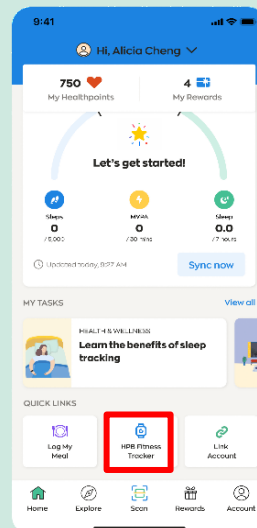 9:41
Hi, Alicia Cheng
750
4
My Healthpoints
My Rewards
Let's get started!
Steps
MVPA
Sleep
0
0
0.0
/ 5,000
/ 30 mins
/ 7 hours
Updated today, 9:27 AM
Sync now
MY TASKS
View all
HEALTH & WELLNESS
Learn the benefits of sleep
tracking
QUICK LINKS
Log My
Meal
HPB Fitness
Tracker
Link
Account
Home
Explore
Scan
Rewards
Account